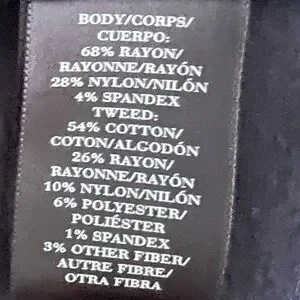 BODY/CORPS/
CUERPO:
68% RAYON/
RAYONNE/RAYÓN
28% NYLON/NILÓN
4% SPANDEX
TWEED:
54% COTTON/
COTON/ALGODÓN
26% RAYON/
RAYONNE/RAYÓN
10% NYLON/NILÓN
6% POLYESTER/
POLIÉSTER
1% SPANDEX
3% OTHER FIBER/
AUTRE FIBRE/
OTRA FIBRA